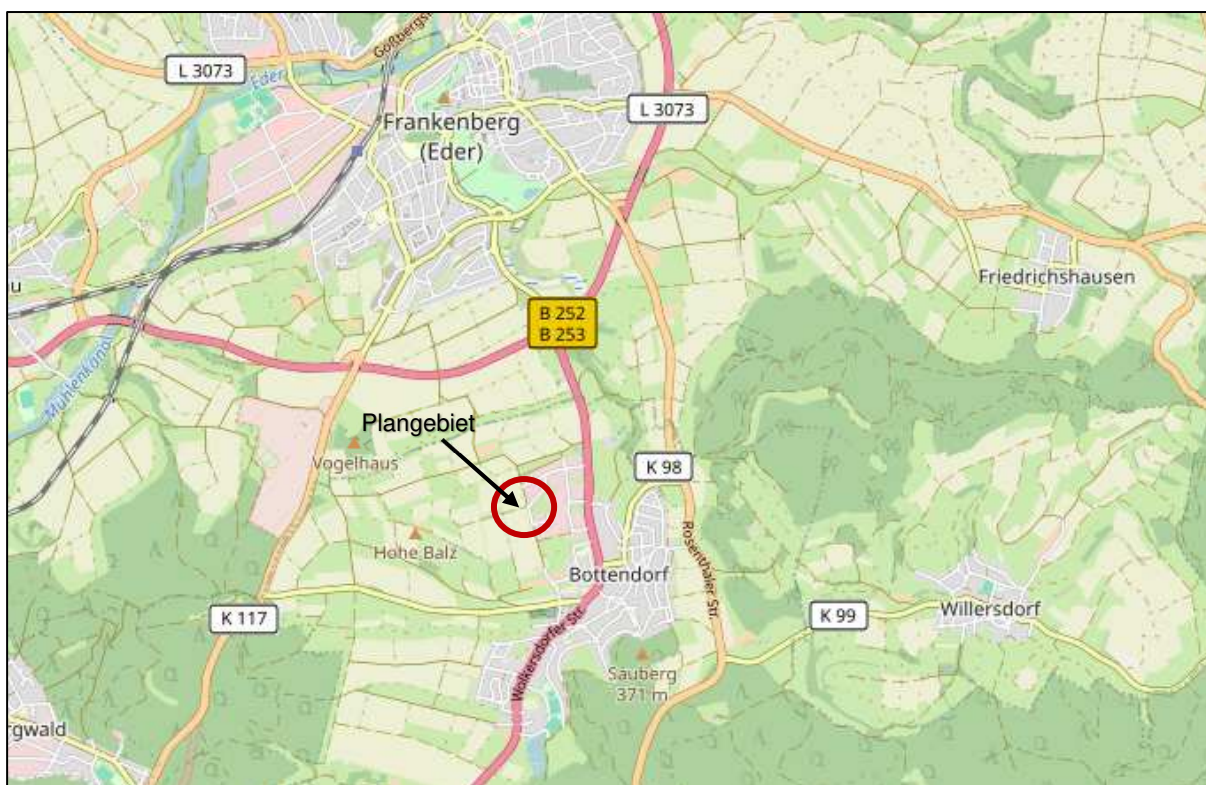 Goßbergstr
L 3073
Eder
L 3073
Frankenberg
(Eder)
Friedrichshausen
u
B 252
B 253
Mühlenkanal
Plangebiet
Vogelhaus
K 98
Hohe Balz
Rosenthaler Str.
Bottendorf
K 117
K 99
Willersdorf
Wolkersdorfer Str.
Sauberg
371 m
rgwald